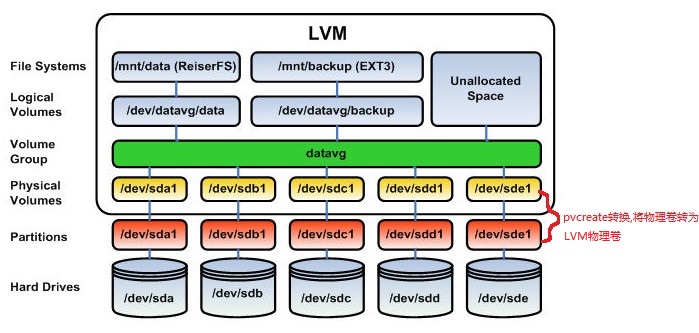 LVM
File Systems
/mnt/data (ReiserFS)
/mnt/backup (EXT3)
Unallocated
Space
Logical
Volumes
/dev/datavg/data
/dev/datavg/backup
Volume
Group
datavg
Physical
Volumes
/dev/sda1
/dev/sdb1
/dev/sdc1
/dev/sdd1
/dev/sde1
pvcreate转换,将物理卷转为
LVM物理卷
Partitions
/dev/sda1
/dev/sdb1
/dev/sdc1
/dev/sdd1
/dev/sde1
Hard Drives
/dev/sda
/dev/sdb
/dev/sdc
/dev/sdd
/dev/sde